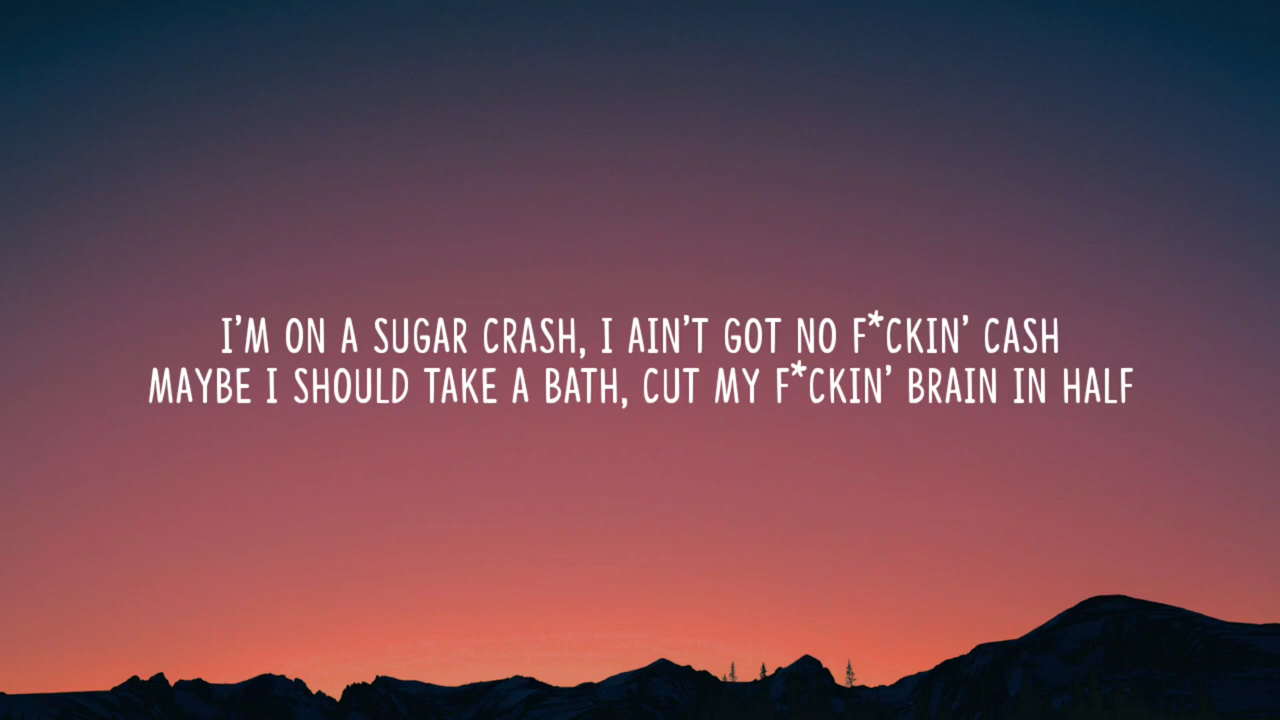 I'M ON A SUGAR CRASH, I AIN'T GOT NO F*CKIN' CASH
MAYBE I SHOULD TAKE A BATH, CUT MY F*CKIN' BRAIN IN HALF